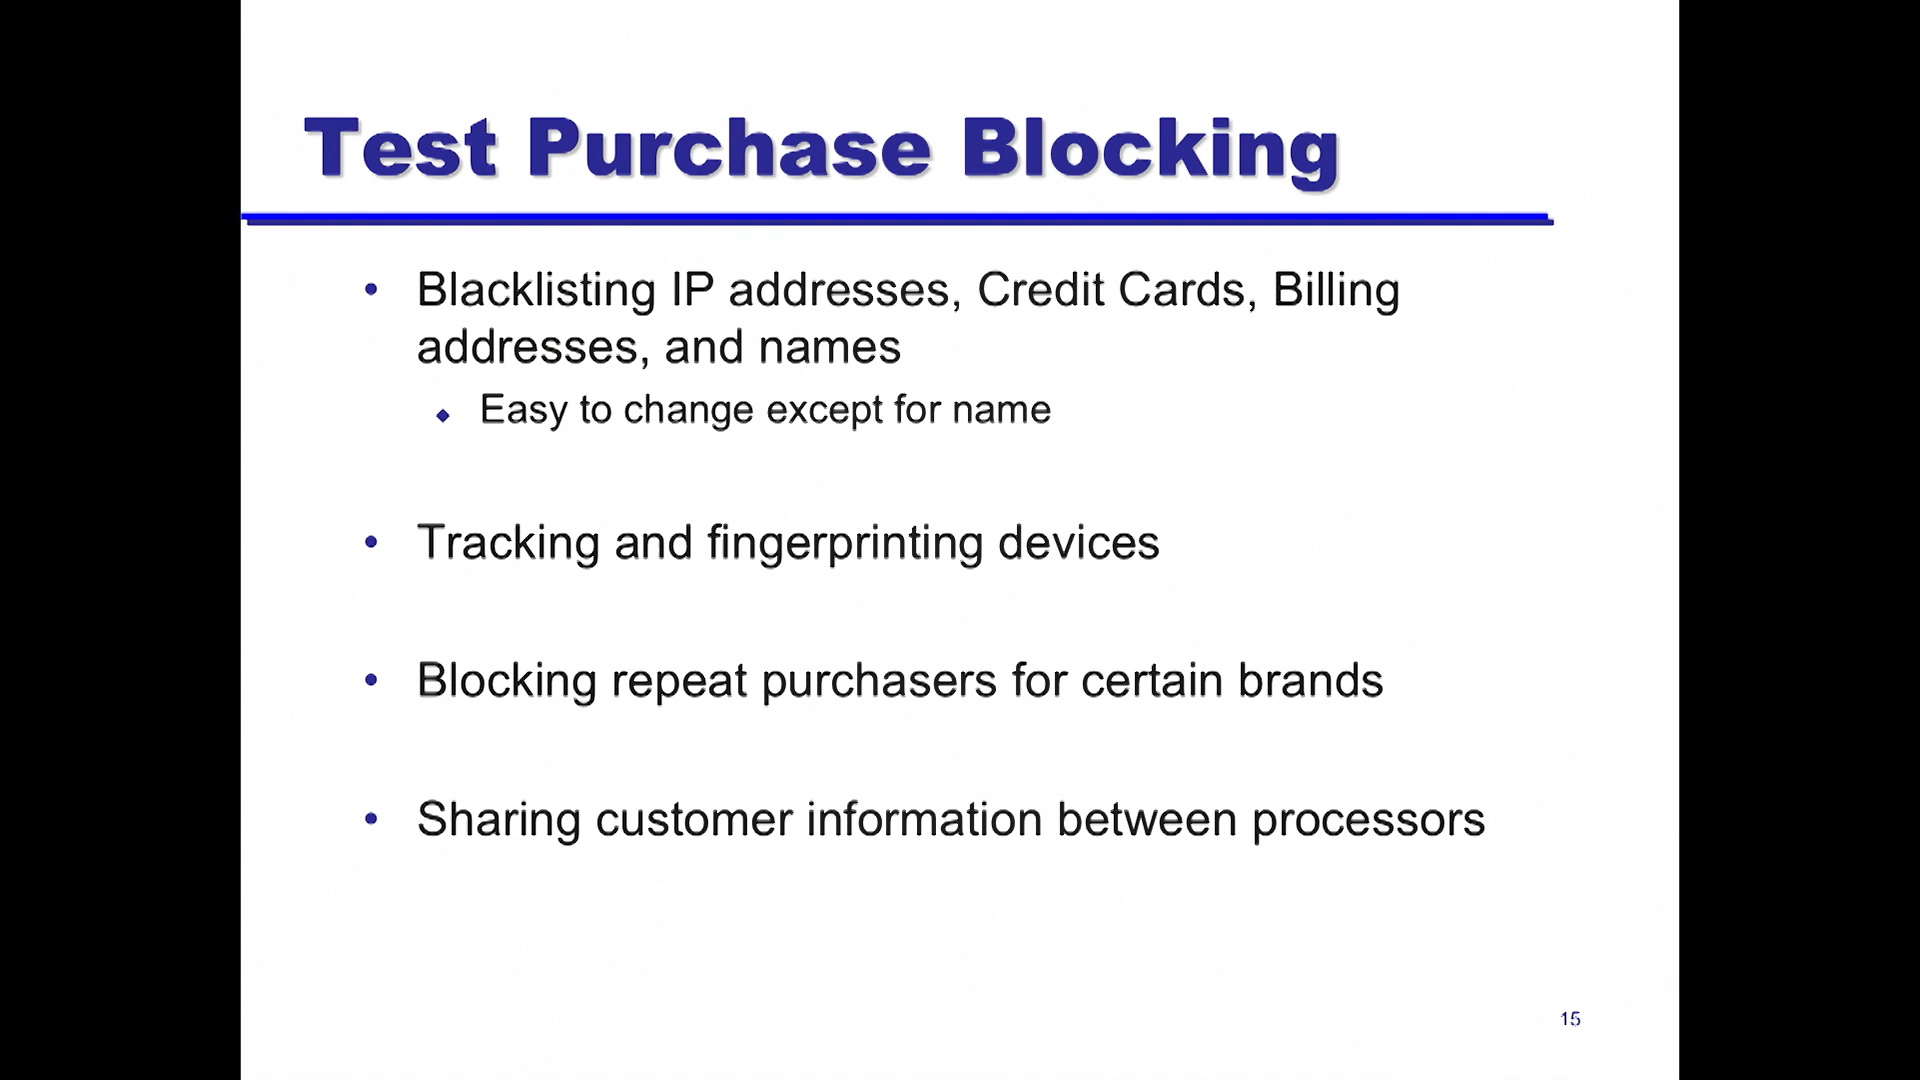 Test Purchase Blocking
• Blacklisting IP addresses, Credit Cards, Billing
addresses, and names
◆ Easy to change except for name
• Tracking and fingerprinting devices
• Blocking repeat purchasers for certain brands
• Sharing customer information between processors
15